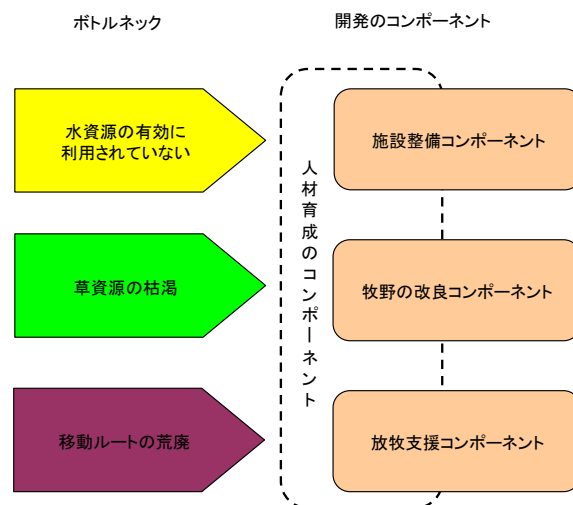 ボトルネック
開発のコンポーネント
水資源の有効に
利用されていない
施設整備コンポーネント
人材育成のコンポーネント
草資源の枯渇
牧野の改良コンポーネント
移動ルートの荒廃
放牧支援コンポーネント